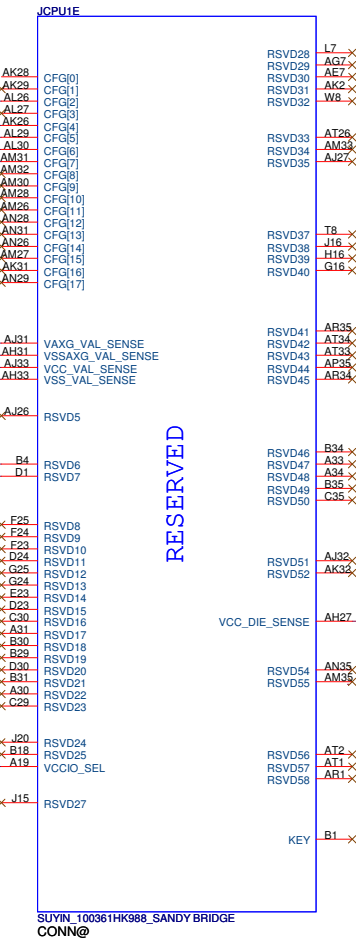 JCPU1E
AK28 CFG[0]
AK29 CFG[1]
AL26 CFG[2]
AL27 CFG[3]
AK26 CFG[4]
AL29 CFG[5]
AL30 CFG[6]
AM31 CFG[7]
AM32 CFG[8]
AM30 CFG[9]
AM28 CFG[10]
AM26 CFG[11]
AN28 CFG[12]
AN31 CFG[13]
AN26 CFG[14]
AM27 CFG[15]
AK31 CFG[16]
AN29 CFG[17]
AJ31 VAXG_VAL_SENSE
AH31 VSSAXG_VAL_SENSE
AJ33 VCC_VAL_SENSE
AH33 VSS_VAL_SENSE
AJ26 RSVD5
B4 RSVD6
D1 RSVD7
F25 RSVD8
F24 RSVD9
F23 RSVD10
D24 RSVD11
G25 RSVD12
G24 RSVD13
E23 RSVD14
D23 RSVD15
C30 RSVD16
A31 RSVD17
B30 RSVD18
B29 RSVD19
D30 RSVD20
B31 RSVD21
A30 RSVD22
C29 RSVD23
J20 RSVD24
B18 RSVD25
A19 VCCIO_SEL
J15 RSVD27
RESERVED
RSVD28 L7
RSVD29 AG7
RSVD30 AE7
RSVD31 AK2
RSVD32 W8
RSVD33 AT26
RSVD34 AM33
RSVD35 AJ27
RSVD37 T8
RSVD38 J16
RSVD39 H16
RSVD40 G16
RSVD41 AR35
RSVD42 AT34
RSVD43 AT33
RSVD44 AP35
RSVD45 AR34
RSVD46 B34
RSVD47 A33
RSVD48 A34
RSVD49 B35
RSVD50 C35
RSVD51 AJ32
RSVD52 AK32
VCC_DIE_SENSE AH27
RSVD54 AN35
RSVD55 AM35
RSVD56 AT2
RSVD57 AT1
RSVD58 AR1
KEY B1
SUYIN_100361HK988_SANDY BRIDGE
CONN@